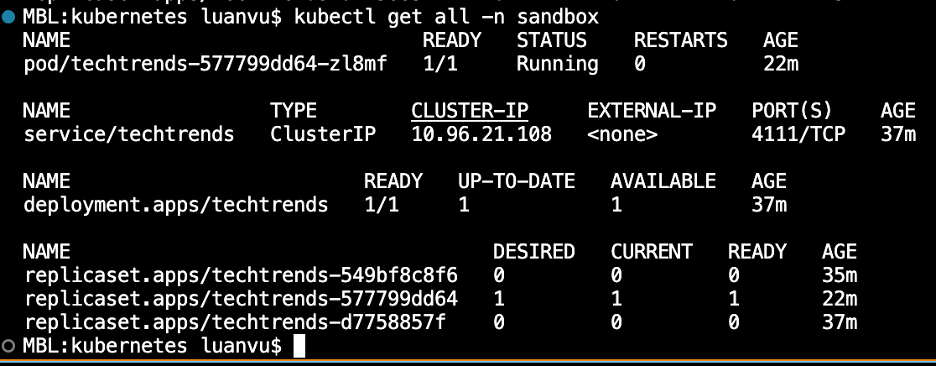 MBL:kubernetes luanvu$ kubectl get all -n sandbox
NAME READY STATUS RESTARTS AGE
pod/techtrends-577799dd64-zl8mf 1/1 Running 0 22m
NAME TYPE CLUSTER-IP EXTERNAL-IP PORT(S) AGE
service/techtrends ClusterIP 10.96.21.108 <none> 4111/TCP 37m
NAME READY UP-TO-DATE AVAILABLE AGE
deployment.apps/techtrends 1/1 1 1 37m
NAME DESIRED CURRENT READY AGE
replicaset.apps/techtrends-549bf8c8f6 0 0 0 35m
replicaset.apps/techtrends-577799dd64 1 1 1 22m
replicaset.apps/techtrends-d7758857f 0 0 0 37m
MBL:kubernetes luanvu$